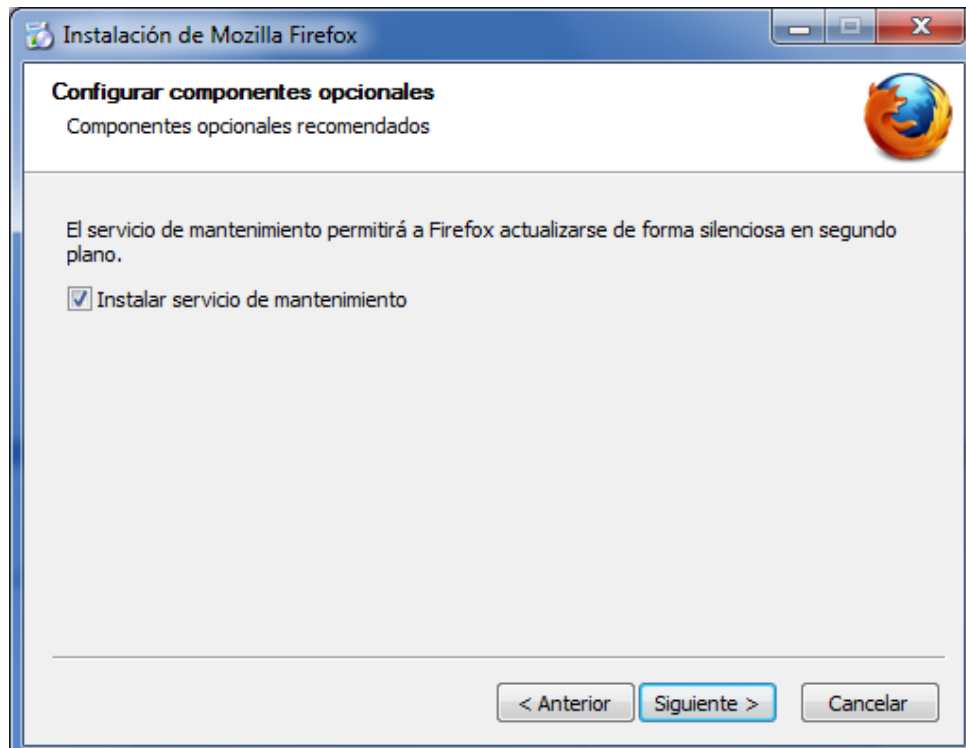 Instalación de Mozilla Firefox
Configurar componentes opcionales
Componentes opcionales recomendados
El servicio de mantenimiento permitirá a Firefox actualizarse de forma silenciosa en segundo
plano.
Instalar servicio de mantenimiento
< Anterior
Siguiente >
Cancelar